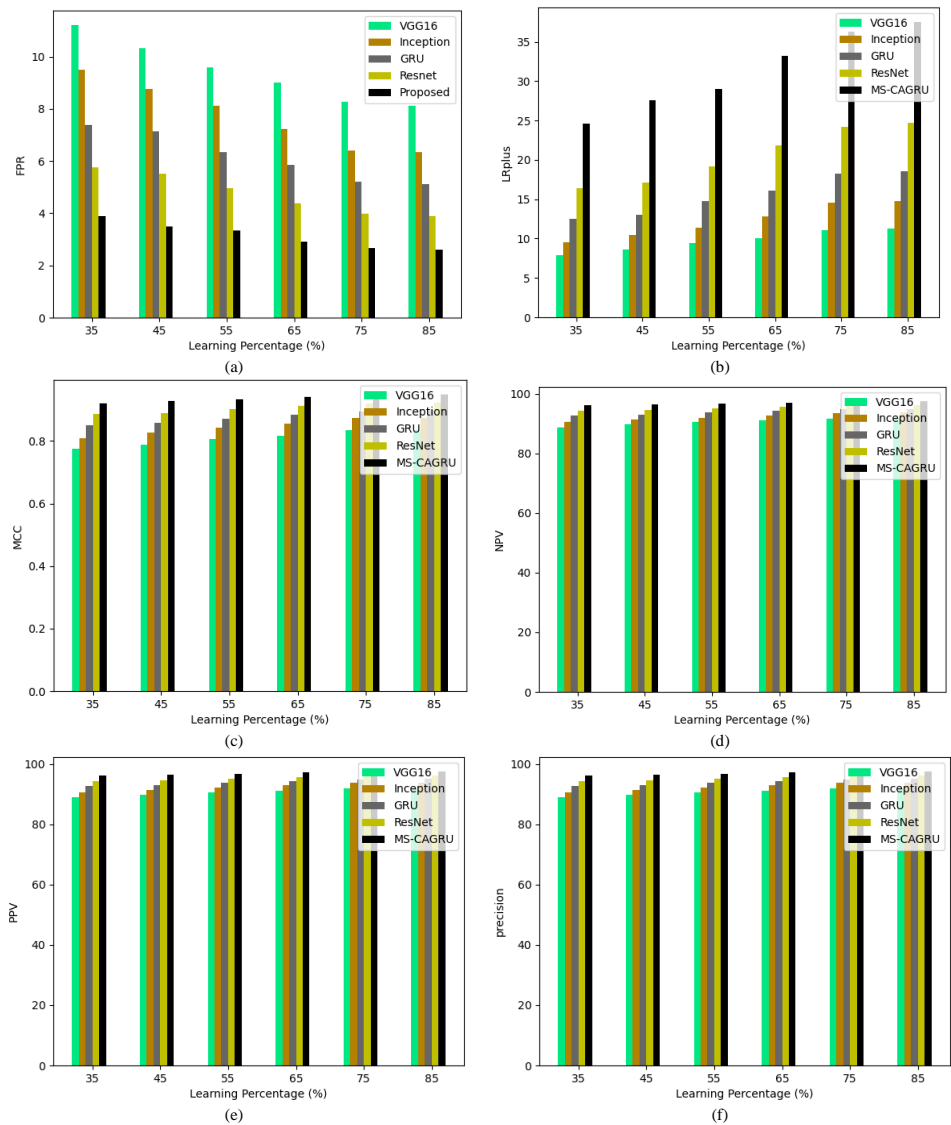 VGG16
Inception
GRU
Resnet
Proposed
FPR
10
8
6
4
2
0
35 45 55 65 75 85
Learning Percentage (%)
(a)
VGG16
Inception
GRU
ResNet
MS-CAGRU
LRplus
35
30
25
20
15
10
5
0
35 45 55 65 75 85
Learning Percentage (%)
(b)
VGG16
Inception
GRU
ResNet
MS-CAGRU
MCC
0.8
0.6
0.4
0.2
0.0
35 45 55 65 75 85
Learning Percentage (%)
(c)
VGG16
Inception
GRU
ResNet
MS-CAGRU
NPV
100
80
60
40
20
0
35 45 55 65 75 85
Learning Percentage (%)
(d)
VGG16
Inception
GRU
ResNet
MS-CAGRU
PPV
100
80
60
40
20
0
35 45 55 65 75 85
Learning Percentage (%)
(e)
VGG16
Inception
GRU
ResNet
MS-CAGRU
precision
100
80
60
40
20
0
35 45 55 65 75 85
Learning Percentage (%)
(f)